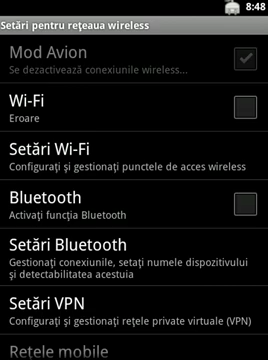 8:48
Setări pentru rețeaua wireless
Mod Avion
Se dezactivează conexiunile wireless...
Wi-Fi
Eroare
Setări Wi-Fi
Configurați și gestionați punctele de acces wireless
Bluetooth
Activați funcția Bluetooth
Setări Bluetooth
Gestionați conexiunile, setați numele dispozitivului
și detectabilitatea acestuia
Setări VPN
Configurați și gestionați rețele private virtuale (VPN)
Rețele mobile